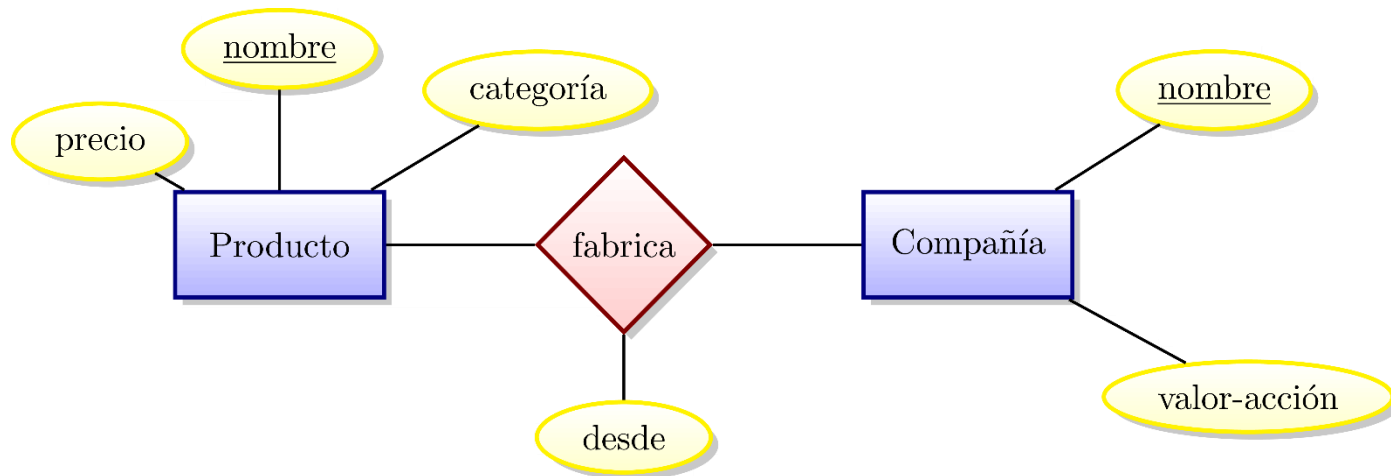 nombre
categoría
nombre
precio
Producto
fabrica
Compañía
desde
valor-acción